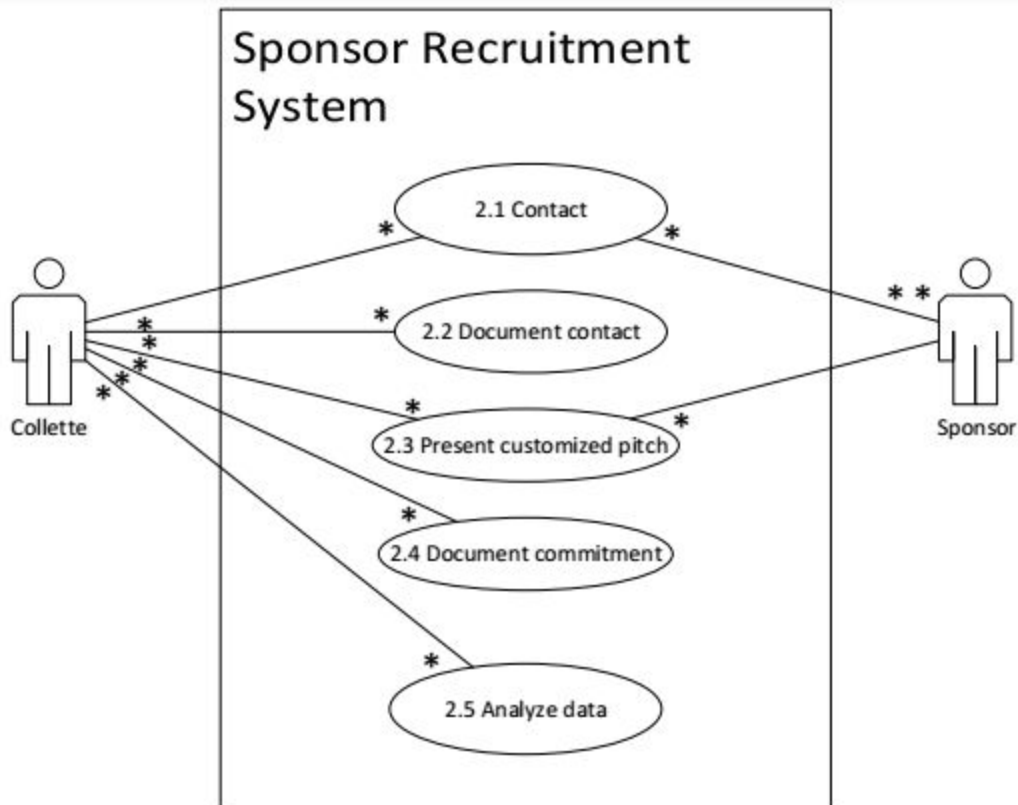 Sponsor Recruitment
System
2.1 Contact
*
*
* *
*
*
2.2 Document contact
*
*
*
*
*
*
2.3 Present customized pitch
*
Collette
Sponsor
*
2.4 Document commitment
*
2.5 Analyze data